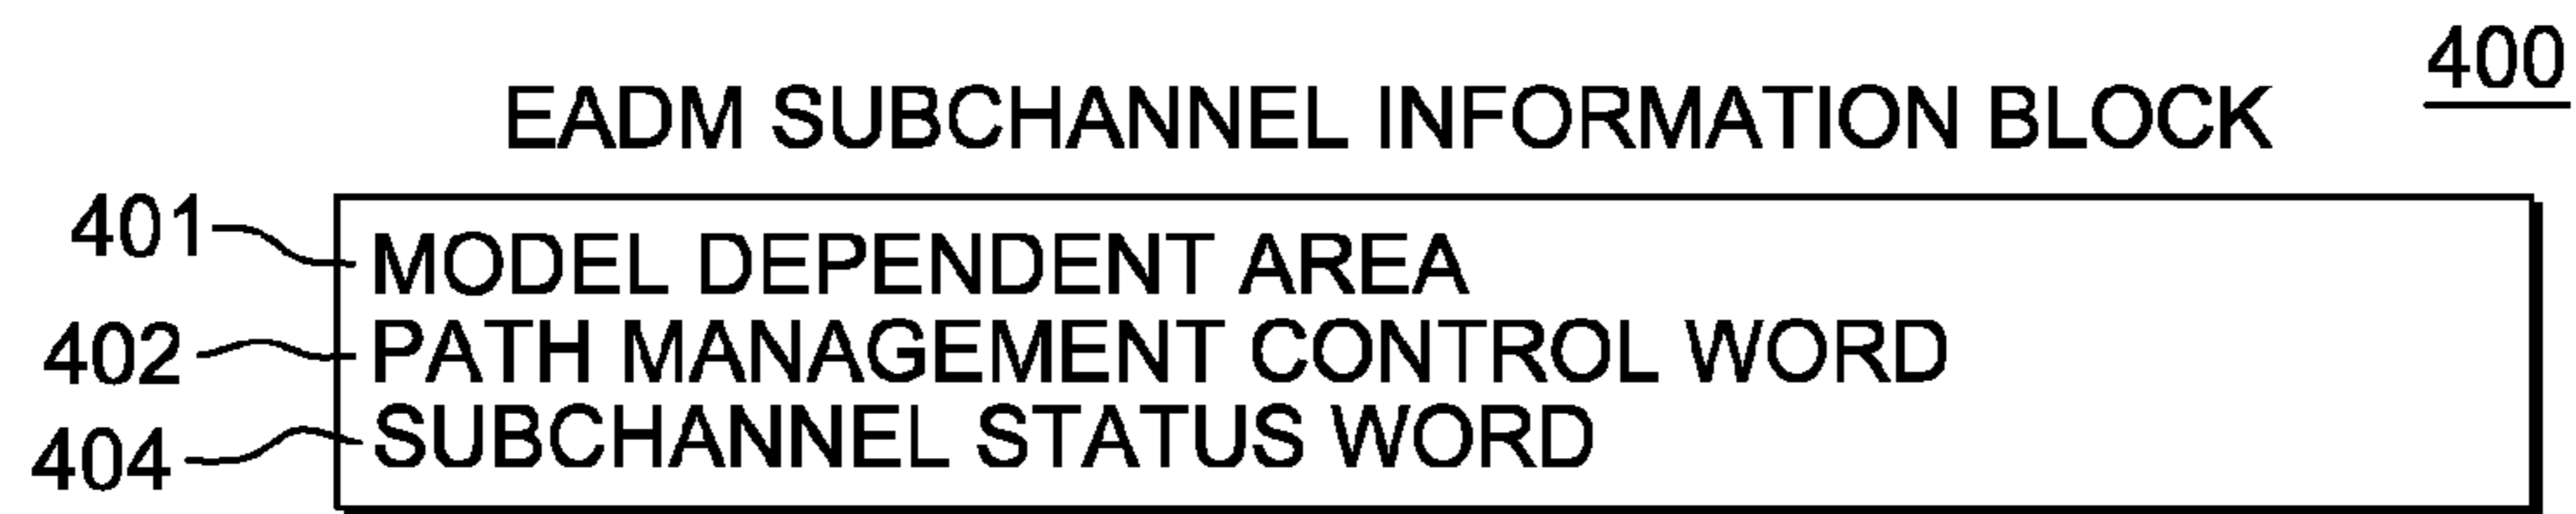 400
EADM SUBCHANNEL INFORMATION BLOCK
401 MODEL DEPENDENT AREA
402 PATH MANAGEMENT CONTROL WORD
404 SUBCHANNEL STATUS WORD